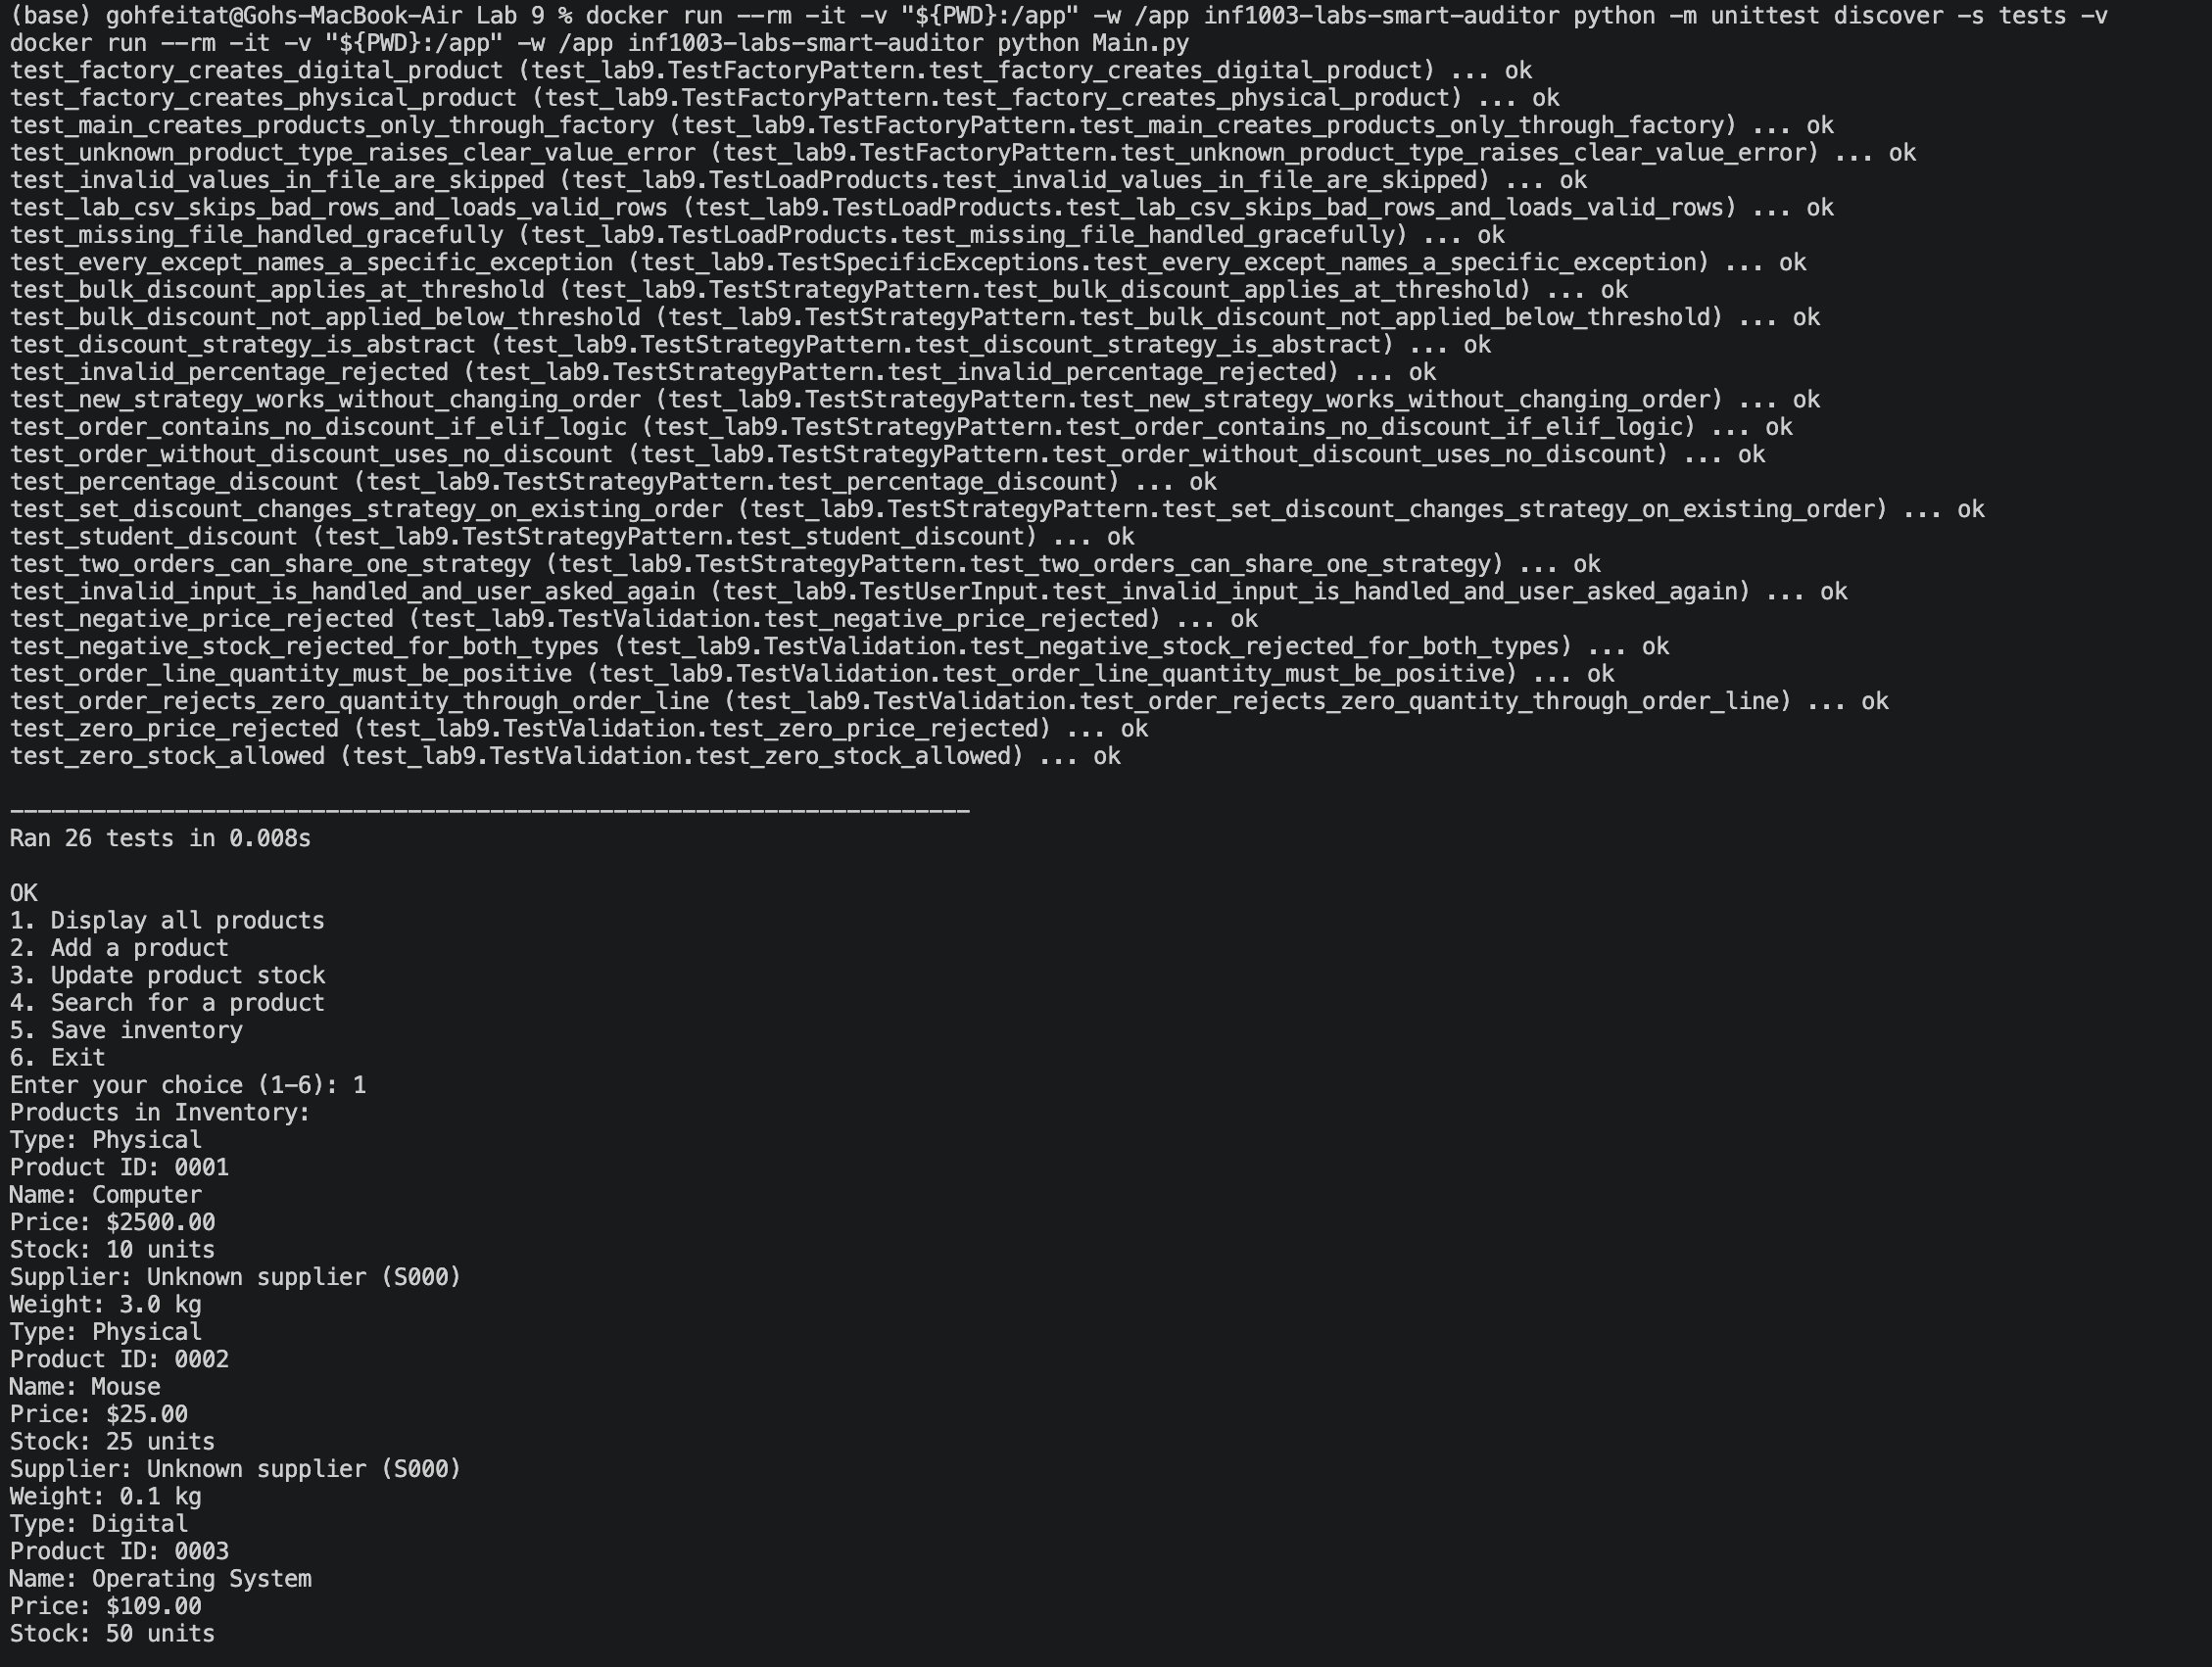 (base) gohfeitat@Gohs-MacBook-Air Lab 9 % docker run --rm -it -v "${PWD}:/app" -w /app inf1003-labs-smart-auditor python -m unittest discover -s tests -v
docker run --rm -it -v "${PWD}:/app" -w /app inf1003-labs-smart-auditor python Main.py
test_factory_creates_digital_product (test_lab9.TestFactoryPattern.test_factory_creates_digital_product) ... ok
test_factory_creates_physical_product (test_lab9.TestFactoryPattern.test_factory_creates_physical_product) ... ok
test_main_creates_products_only_through_factory (test_lab9.TestFactoryPattern.test_main_creates_products_only_through_factory) ... ok
test_unknown_product_type_raises_clear_value_error (test_lab9.TestFactoryPattern.test_unknown_product_type_raises_clear_value_error) ... ok
test_invalid_values_in_file_are_skipped (test_lab9.TestLoadProducts.test_invalid_values_in_file_are_skipped) ... ok
test_lab_csv_skips_bad_rows_and_loads_valid_rows (test_lab9.TestLoadProducts.test_lab_csv_skips_bad_rows_and_loads_valid_rows) ... ok
test_missing_file_handled_gracefully (test_lab9.TestLoadProducts.test_missing_file_handled_gracefully) ... ok
test_every_except_names_a_specific_exception (test_lab9.TestSpecificExceptions.test_every_except_names_a_specific_exception) ... ok
test_bulk_discount_applies_at_threshold (test_lab9.TestStrategyPattern.test_bulk_discount_applies_at_threshold) ... ok
test_bulk_discount_not_applied_below_threshold (test_lab9.TestStrategyPattern.test_bulk_discount_not_applied_below_threshold) ... ok
test_discount_strategy_is_abstract (test_lab9.TestStrategyPattern.test_discount_strategy_is_abstract) ... ok
test_invalid_percentage_rejected (test_lab9.TestStrategyPattern.test_invalid_percentage_rejected) ... ok
test_new_strategy_works_without_changing_order (test_lab9.TestStrategyPattern.test_new_strategy_works_without_changing_order) ... ok
test_order_contains_no_discount_if_elif_logic (test_lab9.TestStrategyPattern.test_order_contains_no_discount_if_elif_logic) ... ok
test_order_without_discount_uses_no_discount (test_lab9.TestStrategyPattern.test_order_without_discount_uses_no_discount) ... ok
test_percentage_discount (test_lab9.TestStrategyPattern.test_percentage_discount) ... ok
test_set_discount_changes_strategy_on_existing_order (test_lab9.TestStrategyPattern.test_set_discount_changes_strategy_on_existing_order) ... ok
test_student_discount (test_lab9.TestStrategyPattern.test_student_discount) ... ok
test_two_orders_can_share_one_strategy (test_lab9.TestStrategyPattern.test_two_orders_can_share_one_strategy) ... ok
test_invalid_input_is_handled_and_user_asked_again (test_lab9.TestUserInput.test_invalid_input_is_handled_and_user_asked_again) ... ok
test_negative_price_rejected (test_lab9.TestValidation.test_negative_price_rejected) ... ok
test_negative_stock_rejected_for_both_types (test_lab9.TestValidation.test_negative_stock_rejected_for_both_types) ... ok
test_order_line_quantity_must_be_positive (test_lab9.TestValidation.test_order_line_quantity_must_be_positive) ... ok
test_order_rejects_zero_quantity_through_order_line (test_lab9.TestValidation.test_order_rejects_zero_quantity_through_order_line) ... ok
test_zero_price_rejected (test_lab9.TestValidation.test_zero_price_rejected) ... ok
test_zero_stock_allowed (test_lab9.TestValidation.test_zero_stock_allowed) ... ok
----------------------------------------------------------------------
Ran 26 tests in 0.008s
OK
1. Display all products
2. Add a product
3. Update product stock
4. Search for a product
5. Save inventory
6. Exit
Enter your choice (1-6): 1
Products in Inventory:
Type: Physical
Product ID: 0001
Name: Computer
Price: $2500.00
Stock: 10 units
Supplier: Unknown supplier (S000)
Weight: 3.0 kg
Type: Physical
Product ID: 0002
Name: Mouse
Price: $25.00
Stock: 25 units
Supplier: Unknown supplier (S000)
Weight: 0.1 kg
Type: Digital
Product ID: 0003
Name: Operating System
Price: $109.00
Stock: 50 units